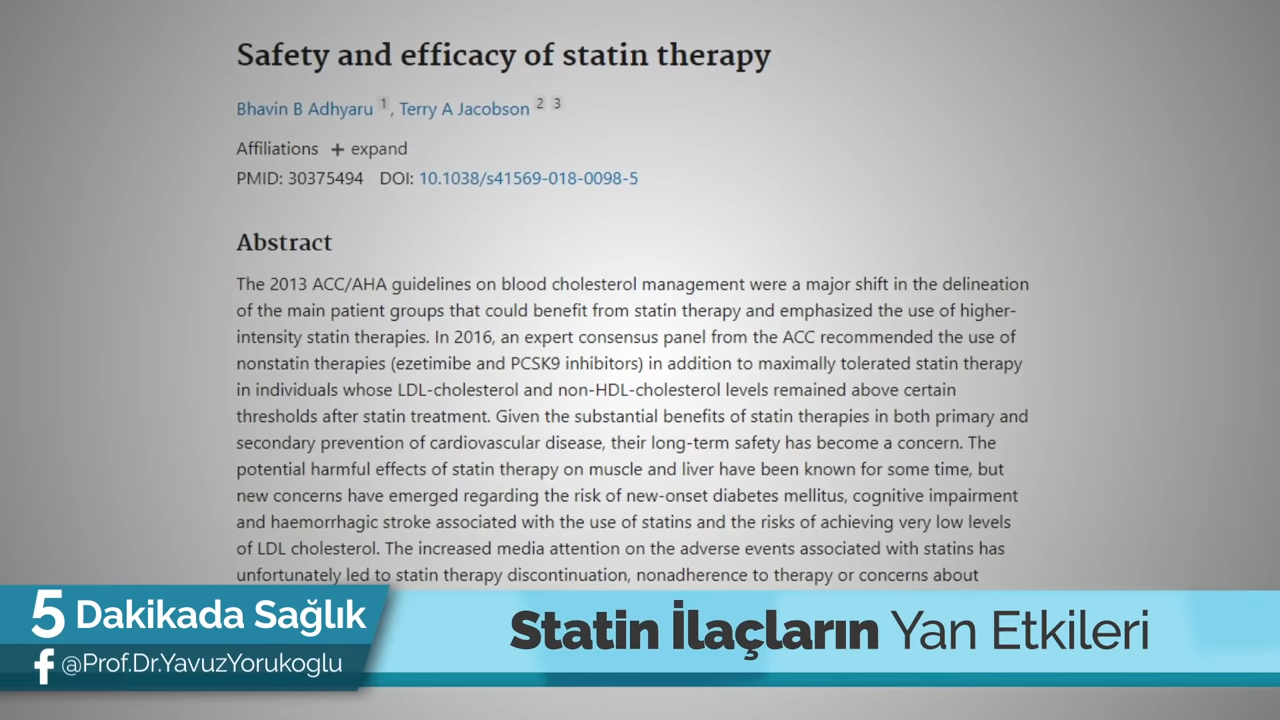 Safety and efficacy of statin therapy
Bhavin B Adhyaru 1 , Terry A Jacobson 2 3
Affiliations + expand
PMID: 30375494 DOI: 10.1038/s41569-018-0098-5
Abstract
The 2013 ACC/AHA guidelines on blood cholesterol management were a major shift in the delineation
of the main patient groups that could benefit from statin therapy and emphasized the use of higher-
intensity statin therapies. In 2016, an expert consensus panel from the ACC recommended the use of
nonstatin therapies (ezetimibe and PCSK9 inhibitors) in addition to maximally tolerated statin therapy
in individuals whose LDL-cholesterol and non-HDL-cholesterol levels remained above certain
thresholds after statin treatment. Given the substantial benefits of statin therapies in both primary and
secondary prevention of cardiovascular disease, their long-term safety has become a concern. The
potential harmful effects of statin therapy on muscle and liver have been known for some time, but
new concerns have emerged regarding the risk of new-onset diabetes mellitus, cognitive impairment
and haemorrhagic stroke associated with the use of statins and the risks of achieving very low levels
of LDL cholesterol. The increased media attention on the adverse events associated with statins has
unfortunately led to statin therapy discontinuation, nonadherence to therapy or concerns about
5 Dakikada Sağlık
f @Prof.Dr.YavuzYorukoglu
Statin İlaçların Yan Etkileri